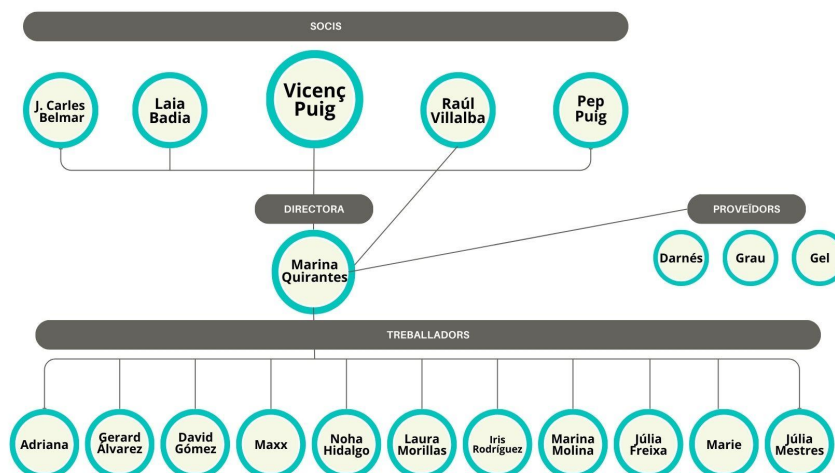 SOCIS
J. Carles
Belmar
Laia
Badia
Vicenç
Puig
Raúl
Villalba
Pep
Puig
DIRECTORA
PROVEÏDORS
Marina
Quirantes
Darnés
Grau
Gel
TREBALLADORS
Adriana
Gerard
Álvarez
David
Gómez
Maxx
Noha
Hidalgo
Laura
Morillas
Iris
Rodríguez
Marina
Molina
Júlia
Freixa
Marie
Júlia
Mestres